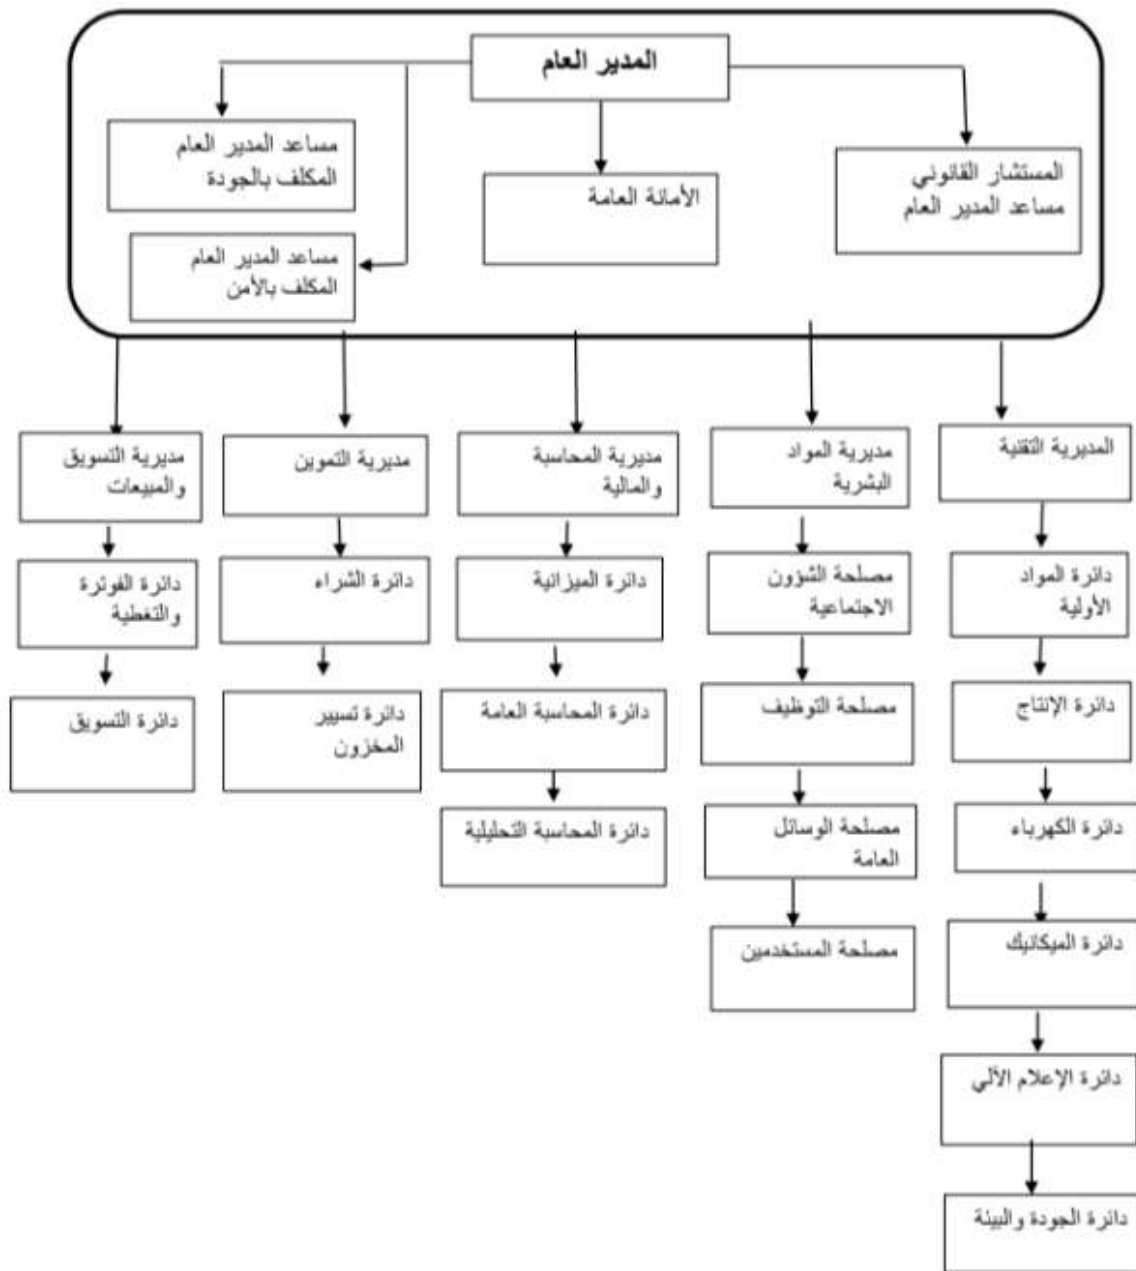 المدير العام
المستشار القانوني
مساعد المدير العام
الأمانة العامة
مساعد المدير العام
المكلف بالجودة
مساعد المدير العام
المكلف بالأمن
المديرية التقنية
مديرية المواد
البشرية
مديرية المحاسبة
والمالية
مديرية التموين
مديرية التسويق
والمبيعات
دائرة المواد
الأولية
مصلحة الشؤون
الاجتماعية
دائرة الميزانية
دائرة الشراء
دائرة الفوترة
والتغطية
دائرة الإنتاج
مصلحة التوظيف
دائرة المحاسبة العامة
دائرة تسيير
المخزون
دائرة التسويق
دائرة الكهرباء
مصلحة الوسائل
العامة
دائرة المحاسبة التحليلية
دائرة الميكانيك
مصلحة المستخدمين
دائرة الإعلام الألي
دائرة الجودة والبيئة